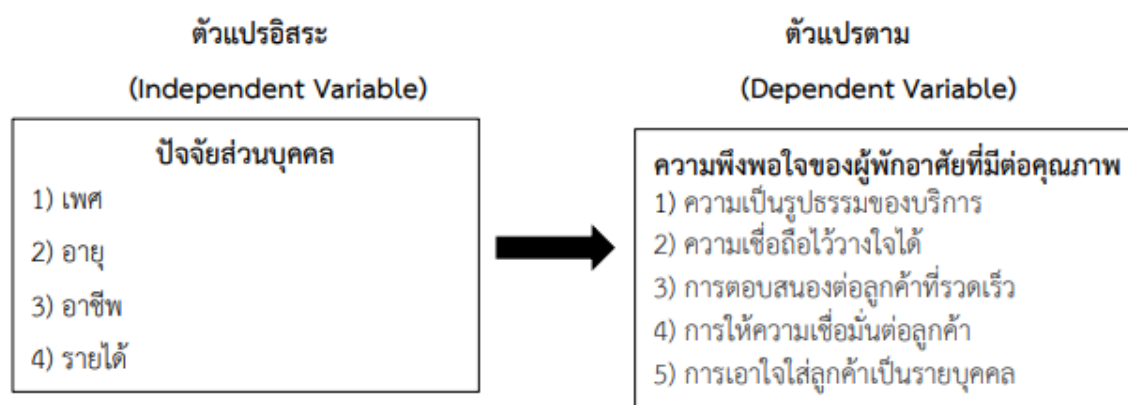 ตัวแปรอิสระ
(Independent Variable)
ปัจจัยส่วนบุคคล
1) เพศ
2) อายุ
3) อาชีพ
4) รายได้
ตัวแปรตาม
(Dependent Variable)
ความพึงพอใจของผู้พักอาศัยที่มีต่อคุณภาพ
1) ความเป็นรูปธรรมของบริการ
2) ความเชื่อถือไว้วางใจได้
3) การตอบสนองต่อลูกค้าที่รวดเร็ว
4) การให้ความเชื่อมั่นต่อลูกค้า
5) การเอาใจใส่ลูกค้าเป็นรายบุคคล